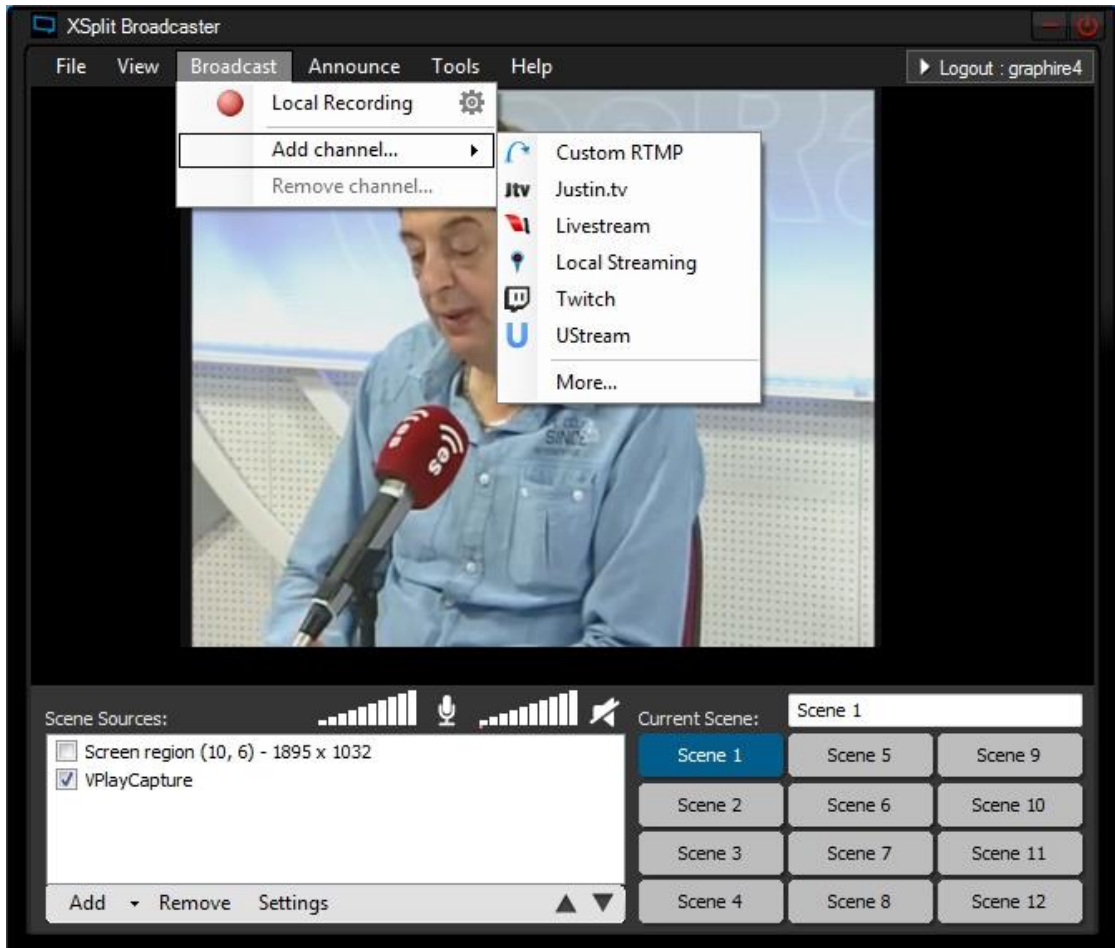 XSplit Broadcaster
File View Broadcast Announce Tools Help
Logout : graphire4
Local Recording
Add channel...
Remove channel...
Custom RTMP
Jtv Justin.tv
Livestream
Local Streaming
Twitch
U UStream
More...
SINCE
es
es
Scene Sources:
Screen region (10, 6) - 1895 x 1032
VPlayCapture
Add Remove Settings
Current Scene: Scene 1
Scene 1 Scene 5 Scene 9
Scene 2 Scene 6 Scene 10
Scene 3 Scene 7 Scene 11
Scene 4 Scene 8 Scene 12